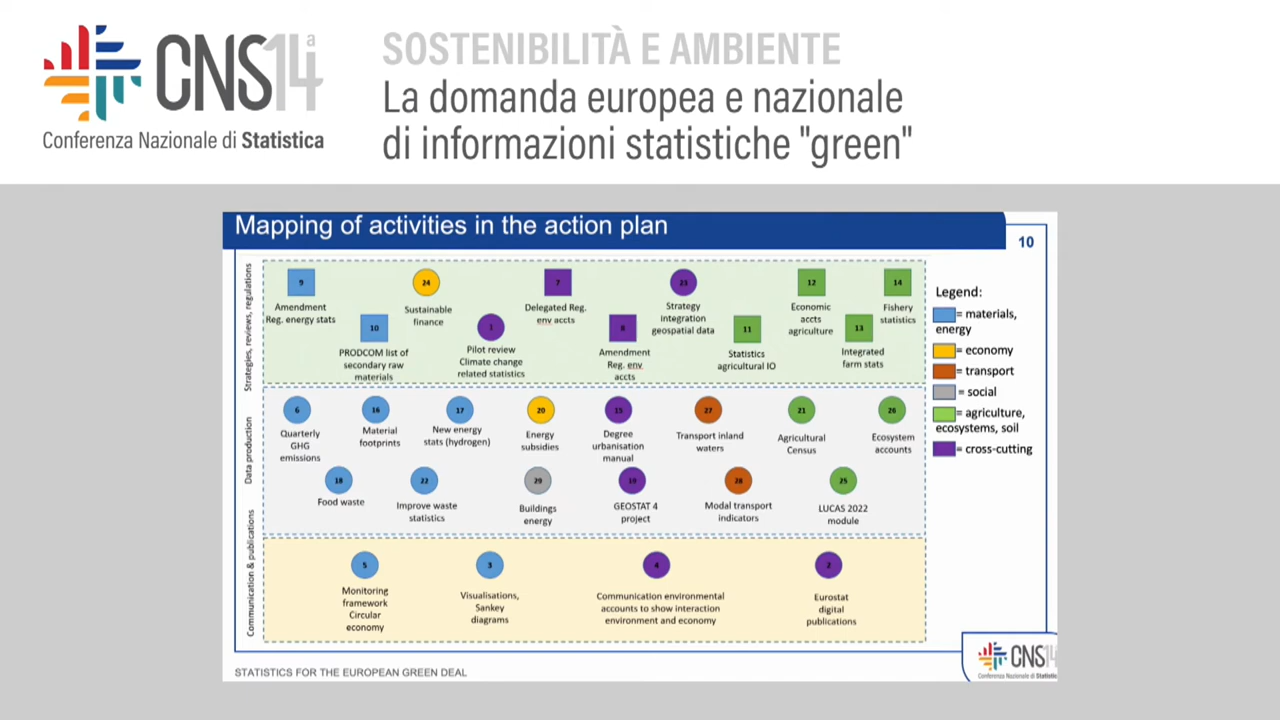 CNS14ª
Conferenza Nazionale di Statistica
SOSTENIBILITÀ E AMBIENTE
La domanda europea e nazionale
di informazioni statistiche "green"
Mapping of activities in the action plan
10
Strategies, reviews, regulations
9
Amendment
Reg. energy stats
10
PRODCOM list of
secondary raw
materials
24
Sustainable
finance
1
Pilot review
Climate change
related statistics
7
Delegated Reg.
env accts
8
Amendment
Reg. env
accts
23
Strategy
integration
geospatial data
11
Statistics
agricultural IO
12
Economic
accts
agriculture
13
Integrated
farm stats
14
Fishery
statistics
Data production
6
Quarterly
GHG
emissions
16
Material
footprints
17
New energy
stats (hydrogen)
20
Energy
subsidies
15
Degree
urbanisation
manual
27
Transport inland
waters
21
Agricultural
Census
26
Ecosystem
accounts
18
Food waste
22
Improve waste
statistics
29
Buildings
energy
19
GEOSTAT 4
project
28
Modal transport
indicators
25
LUCAS 2022
module
Communication & publications
5
Monitoring
framework
Circular
economy
3
Visualisations,
Sankey
diagrams
4
Communication environmental
accounts to show interaction
environment and economy
2
Eurostat
digital
publications
Legend:
= materials,
energy
= economy
= transport
= social
= agriculture,
ecosystems, soil
= cross-cutting
STATISTICS FOR THE EUROPEAN GREEN DEAL
CNS14
Conferenza Nazionale di Statistic